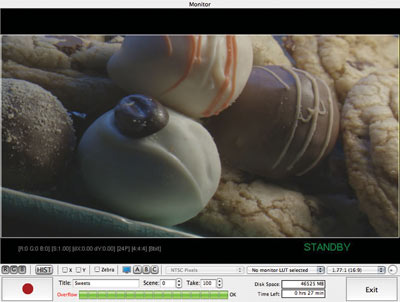 Monitor
[R:0 G:0 B:0] [3:1.00] [dX:0.00 dY:0.00] [24P] [4:4:4] [8bit]
STANDBY
R G B HIST X Y Zebra A B C NTSC Pixels No monitor LUT selected 1.77:1 (16:9)
Title: Sweets Scene: 0 Take: 100 Disk Space: 46525 MB
Overflow OK Time Left: 0 hrs 27 min
Exit